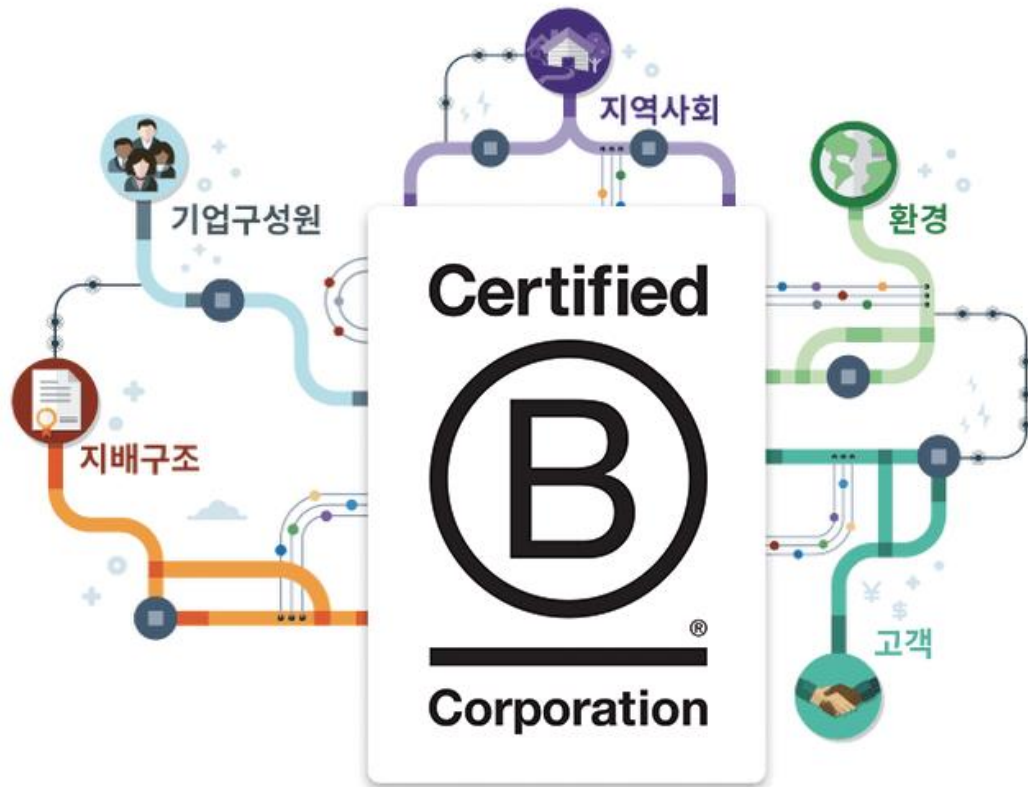 지역사회
기업구성원
환경
지배구조
고객
Certified
B
®
Corporation
¥
$